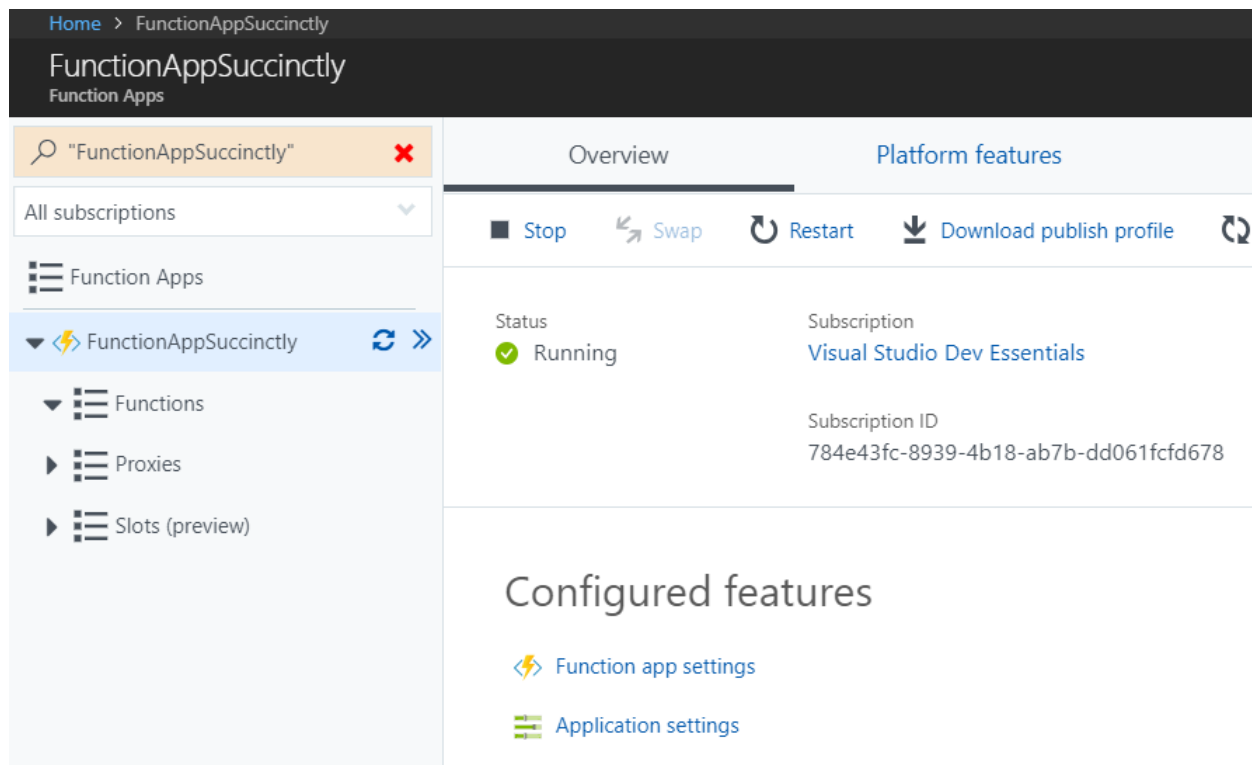 Home > FunctionAppSuccinctly
FunctionAppSuccinctly
Function Apps
"FunctionAppSuccinctly"
All subscriptions
Function Apps
FunctionAppSuccinctly
Functions
Proxies
Slots (preview)
Overview Platform features
Stop Swap Restart Download publish profile
Status Subscription
Running Visual Studio Dev Essentials
Subscription ID
784e43fc-8939-4b18-ab7b-dd061fcfd678
Configured features
Function app settings
Application settings